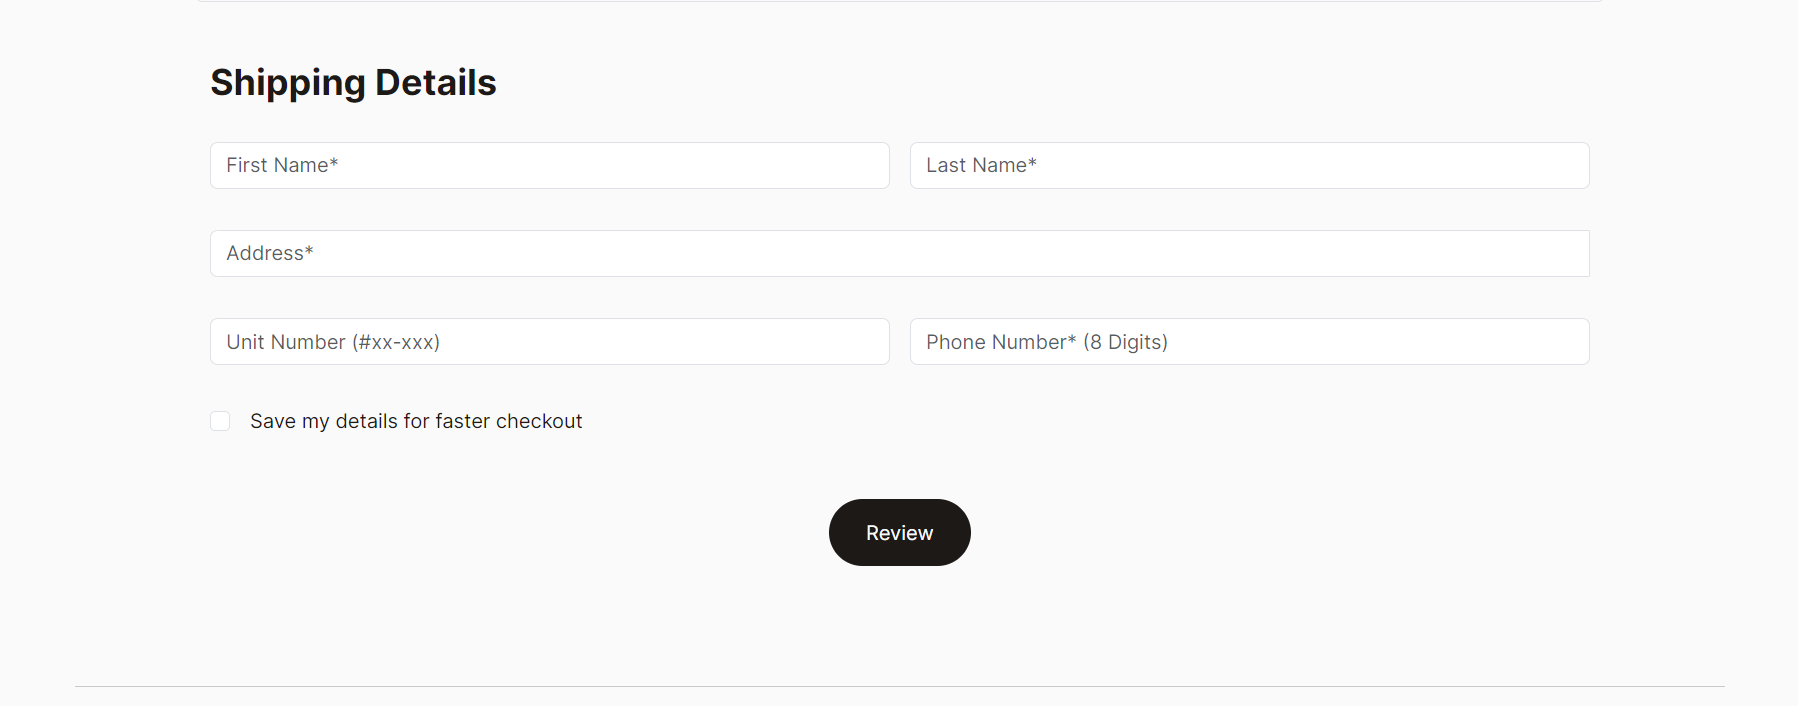 Shipping Details
First Name*
Last Name*
Address*
Unit Number (#xx-xxx)
Phone Number* (8 Digits)
Save my details for faster checkout
Review